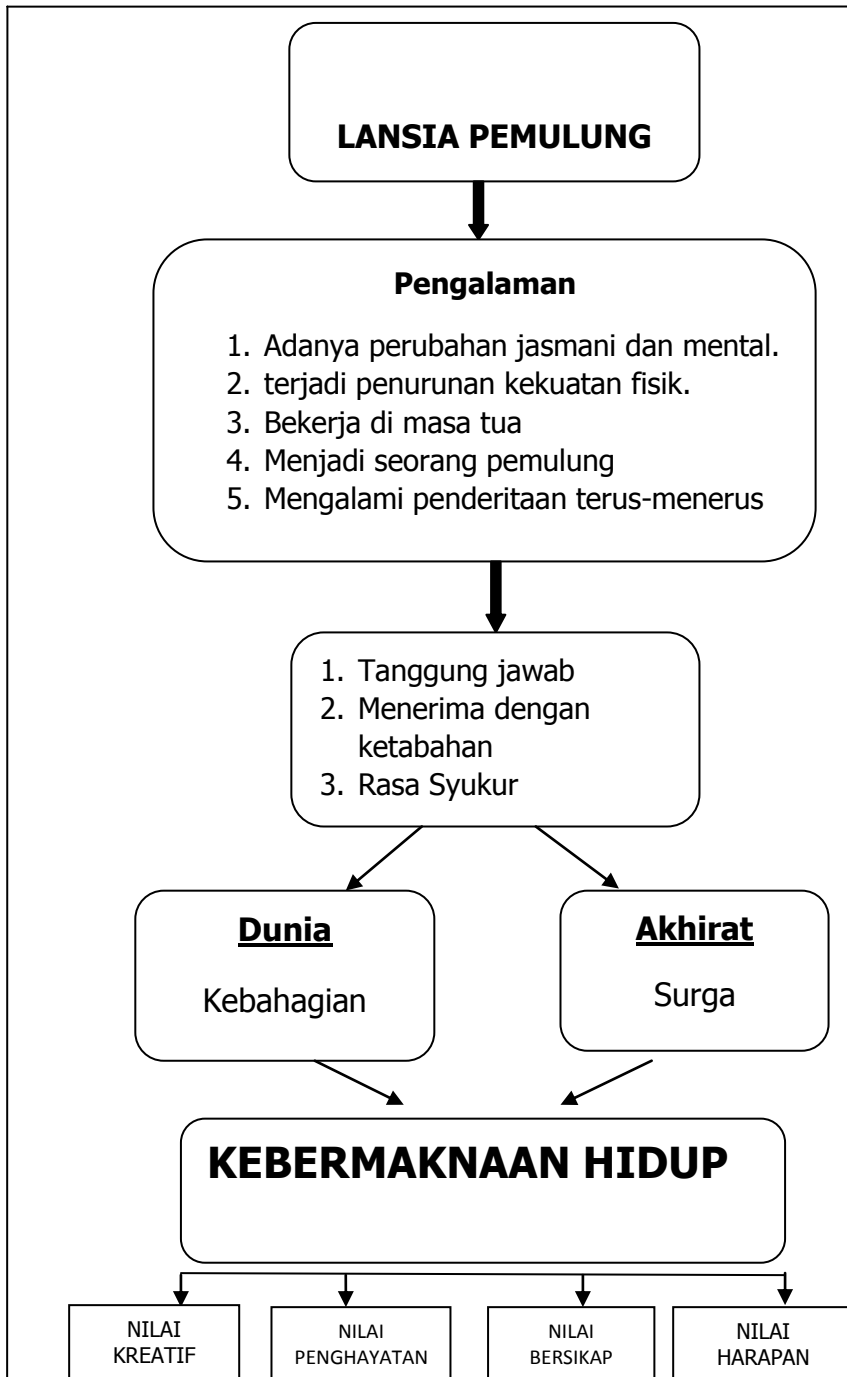 LANSIA PEMULUNG
Pengalaman
1. Adanya perubahan jasmani dan mental.
2. terjadi penurunan kekuatan fisik.
3. Bekerja di masa tua
4. Menjadi seorang pemulung
5. Mengalami penderitaan terus-menerus
1. Tanggung jawab
2. Menerima dengan
ketabahan
3. Rasa Syukur
Dunia
Kebahagian
Akhirat
Surga
KEBERMAKNAAN HIDUP
NILAI
KREATIF
NILAI
PENGHAYATAN
NILAI
BERSIKAP
NILAI
HARAPAN